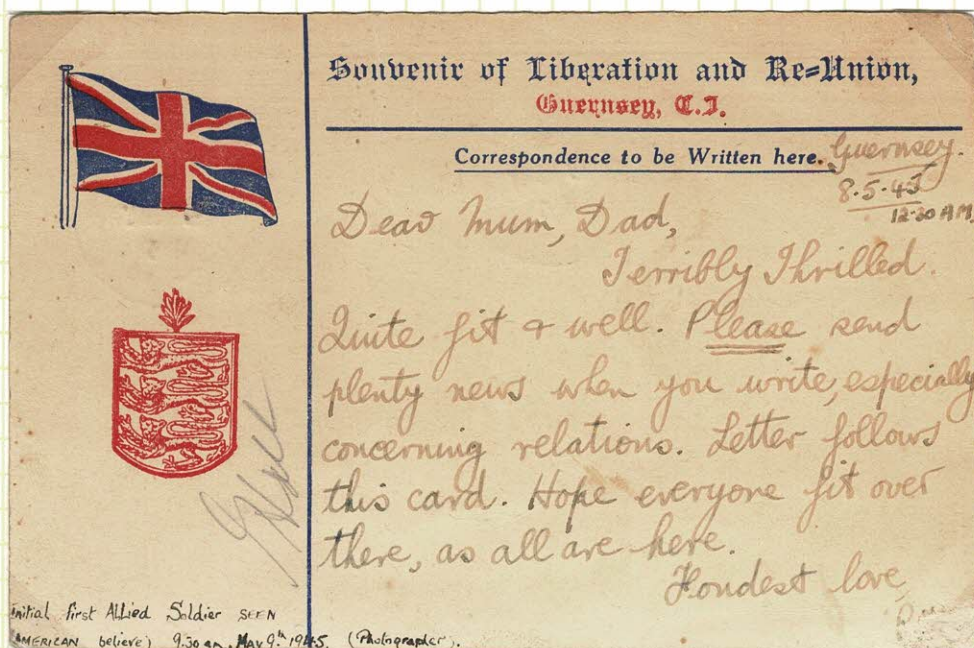 Souvenir of Liberation and Re=Union,
Guernsey, C.I.
Correspondence to be Written here.
Guernsey.
8.5.45
12-30 AM
Dear Mum, Dad,
Terribly Thrilled.
Quite fit & well. Please send
plenty news when you write, especially
concerning relations. Letter follows
this card. Hope everyone fit over
there, as all are here.
Fondest love,
initial first Allied Soldier SEEN
(AMERICAN believe) 9.30 am. May 9th 1945. (Photographer).